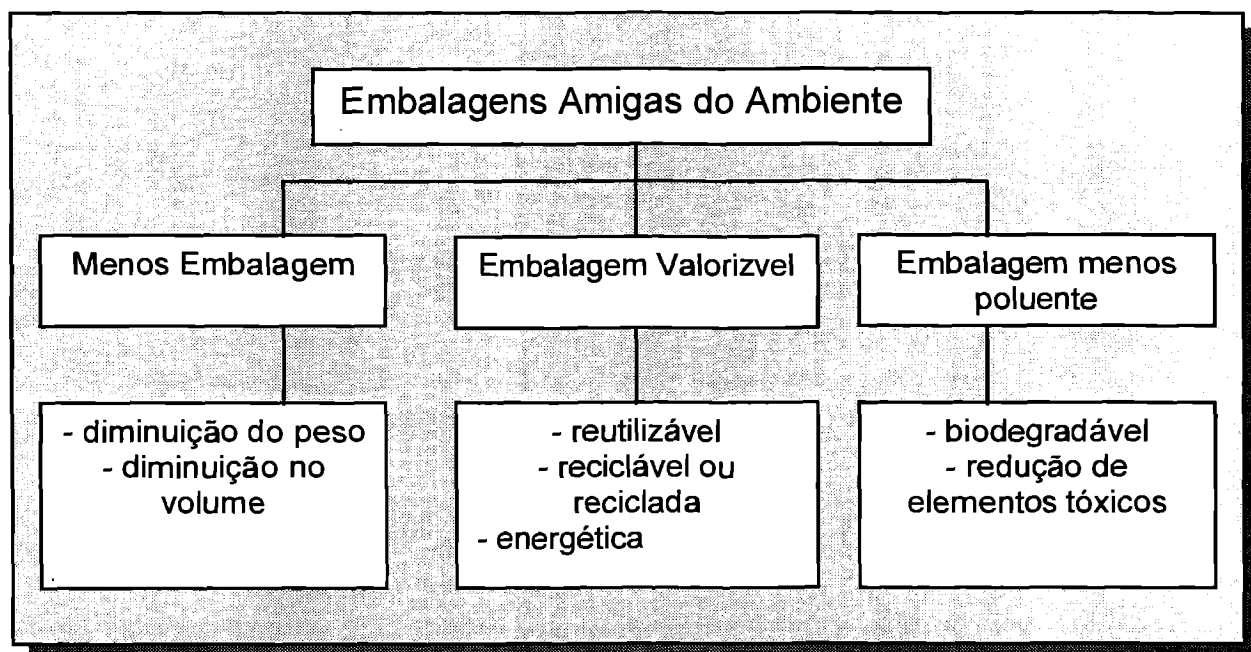 Embalagens Amigas do Ambiente
Menos Embalagem
Embalagem Valorizvel
Embalagem menos
poluente
- diminuição do peso
- diminuição no
volume
- reutilizável
- reciclável ou
reciclada
- energética
- biodegradável
- redução de
elementos tóxicos